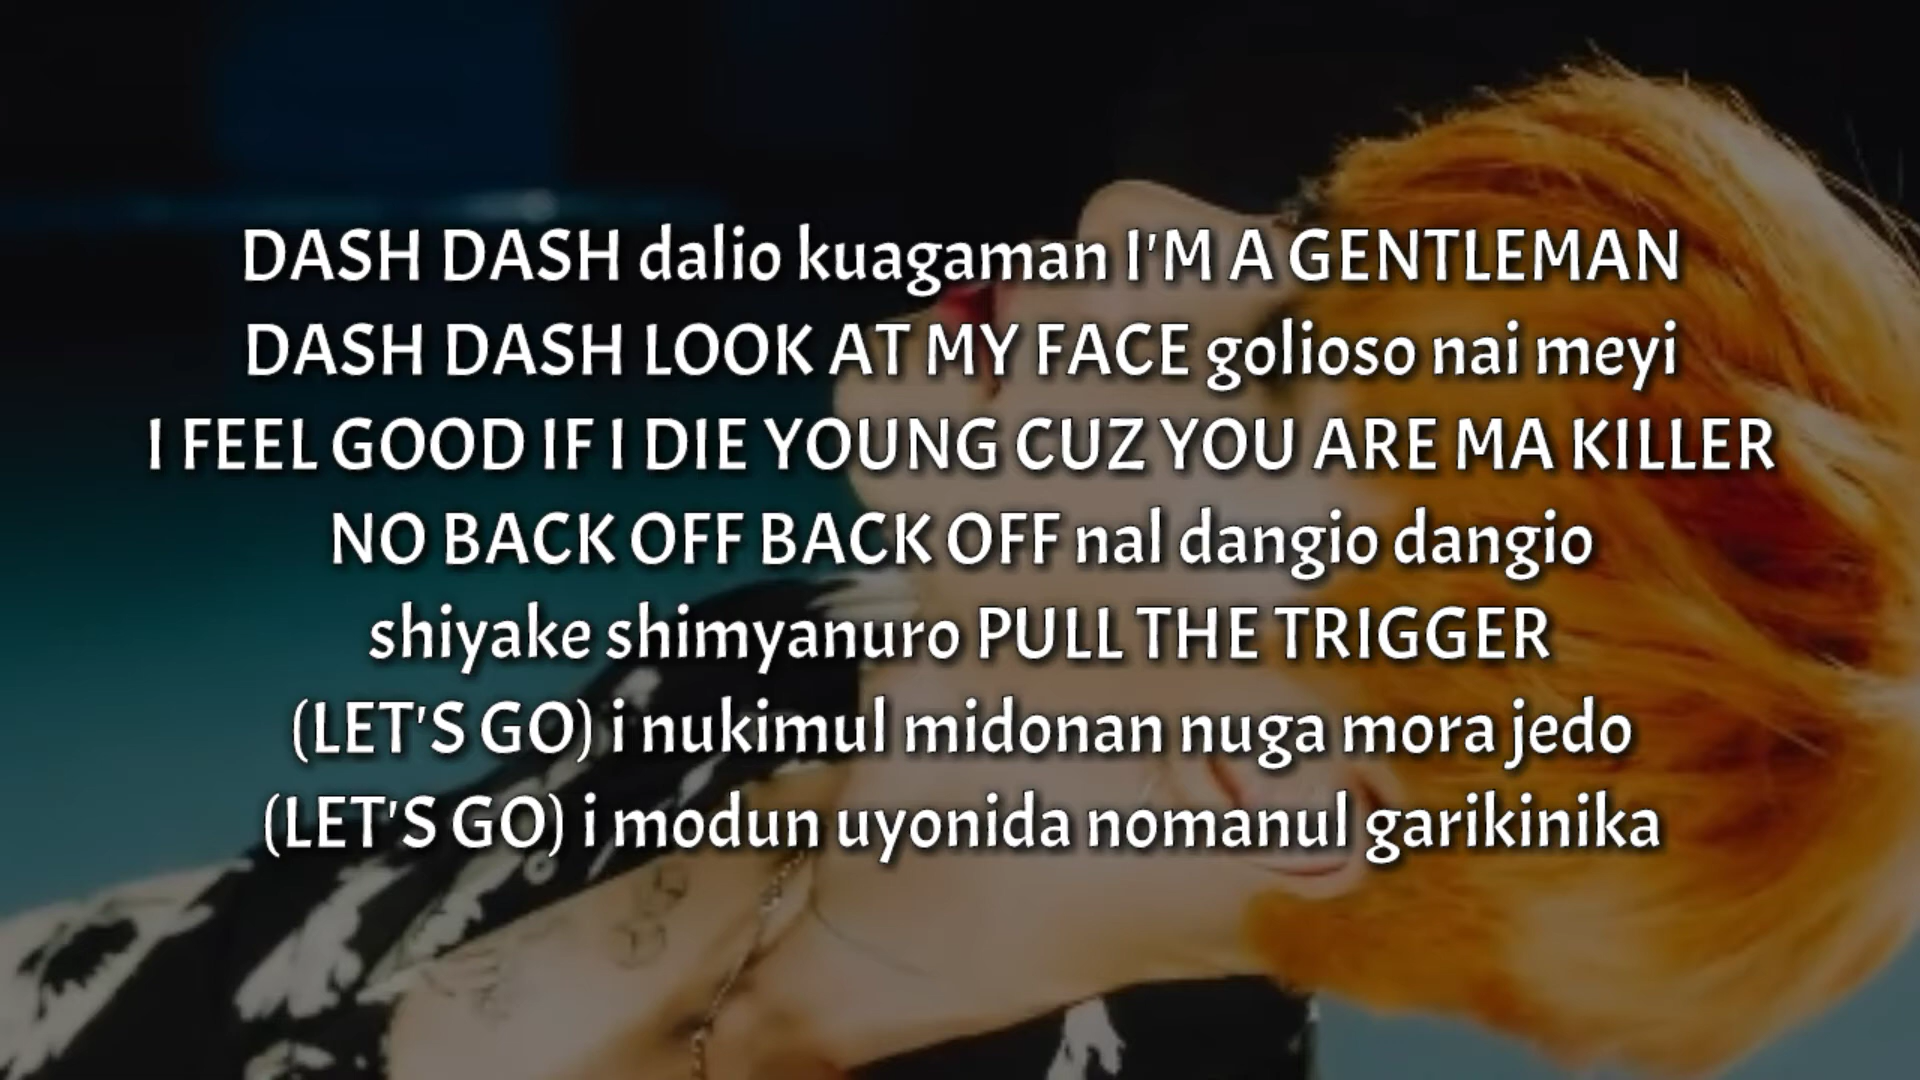 DASH DASH dalio kuagaman I'M A GENTLEMAN
DASH DASH LOOK AT MY FACE golioso nai meyi
I FEEL GOOD IF I DIE YOUNG CUZ YOU ARE MA KILLER
NO BACK OFF BACK OFF nal dangio dangio
shiyake shimyanuro PULL THE TRIGGER
(LET'S GO) i nukimul midonan nuga mora jedo
(LET'S GO) i modun uyonida nomanul garikinika